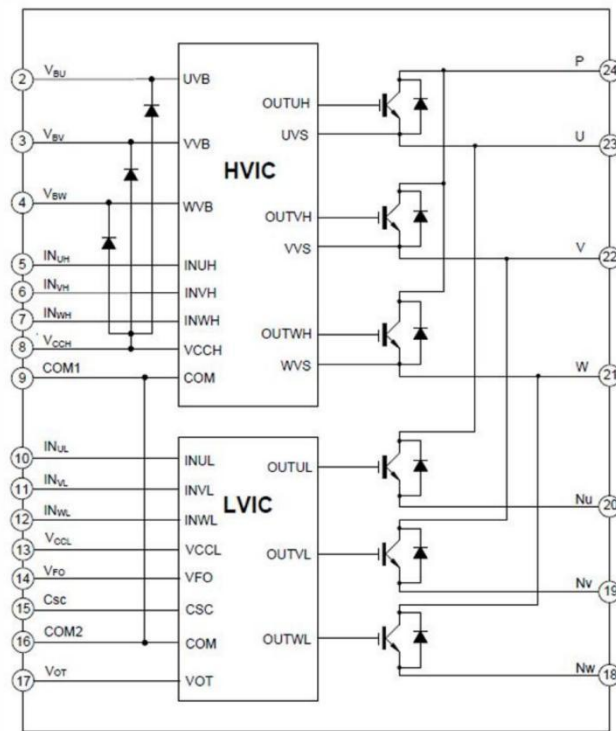 2 VBU UVB
3 VBV VVB
4 VBW WVB
5 INUH INUH
6 INVH INVH
7 INWH INWH
8 VCCH VCCH
9 COM1 COM
HVIC
OUTUH
UVS
OUTVH
VVS
OUTWH
WVS
P 24
U 23
V 22
W 21
10 INUL INUL
11 INVL INVL
12 INWL INWL
13 VCCL VCCL
14 VFO VFO
15 Csc CSC
16 COM2 COM
17 VOT VOT
LVIC
OUTUL
OUTVL
OUTWL
Nu 20
Nv 19
Nw 18